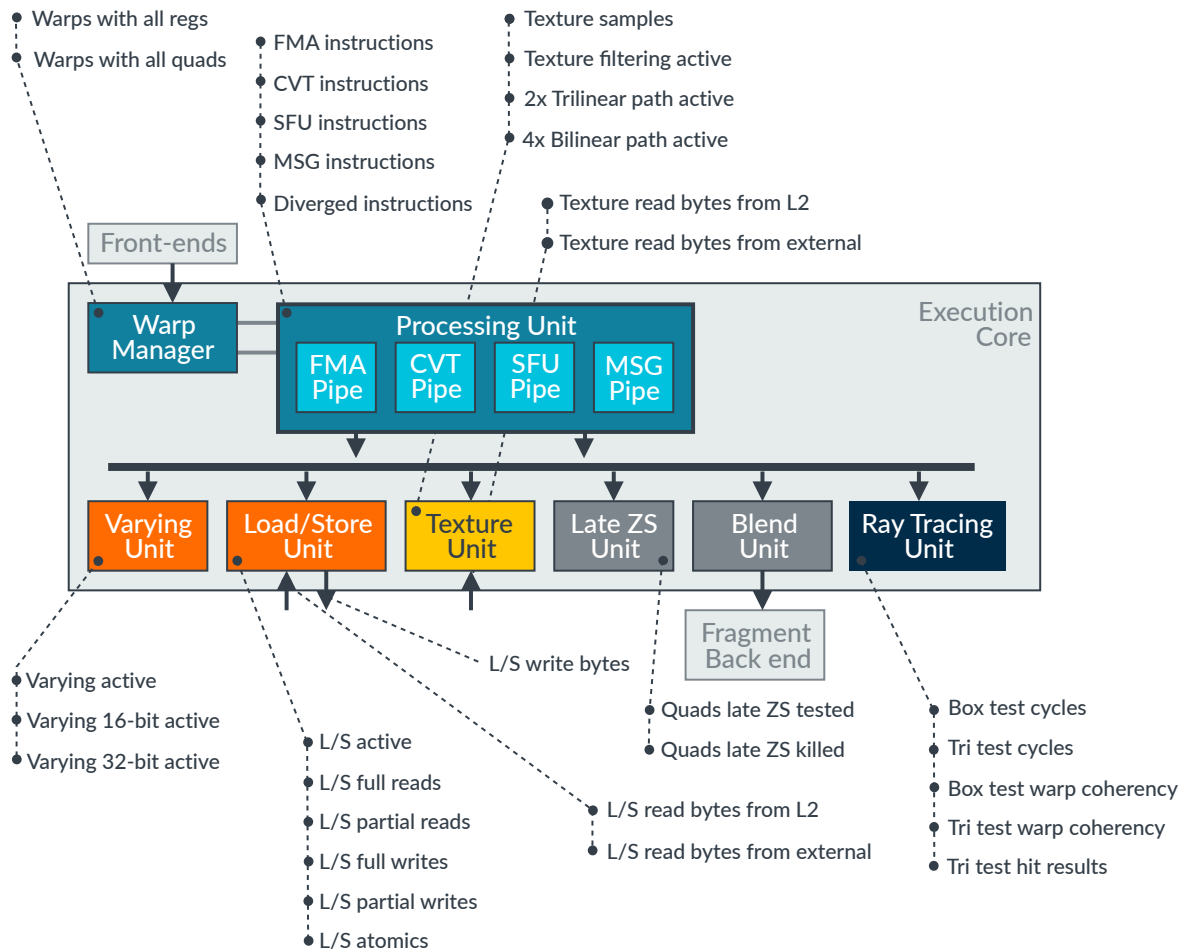 Warps with all regs
Warps with all quads
FMA instructions
CVT instructions
SFU instructions
MSG instructions
Diverged instructions
Texture samples
Texture filtering active
2x Trilinear path active
4x Bilinear path active
Texture read bytes from L2
Texture read bytes from external
Front-ends
Execution
Core
Warp
Manager
Processing Unit
FMA
Pipe
CVT
Pipe
SFU
Pipe
MSG
Pipe
Varying
Unit
Load/Store
Unit
Texture
Unit
Late ZS
Unit
Blend
Unit
Ray Tracing
Unit
Fragment
Back end
L/S write bytes
Varying active
Varying 16-bit active
Varying 32-bit active
L/S active
L/S full reads
L/S partial reads
L/S full writes
L/S partial writes
L/S atomics
L/S read bytes from L2
L/S read bytes from external
Quads late ZS tested
Quads late ZS killed
Box test cycles
Tri test cycles
Box test warp coherency
Tri test warp coherency
Tri test hit results